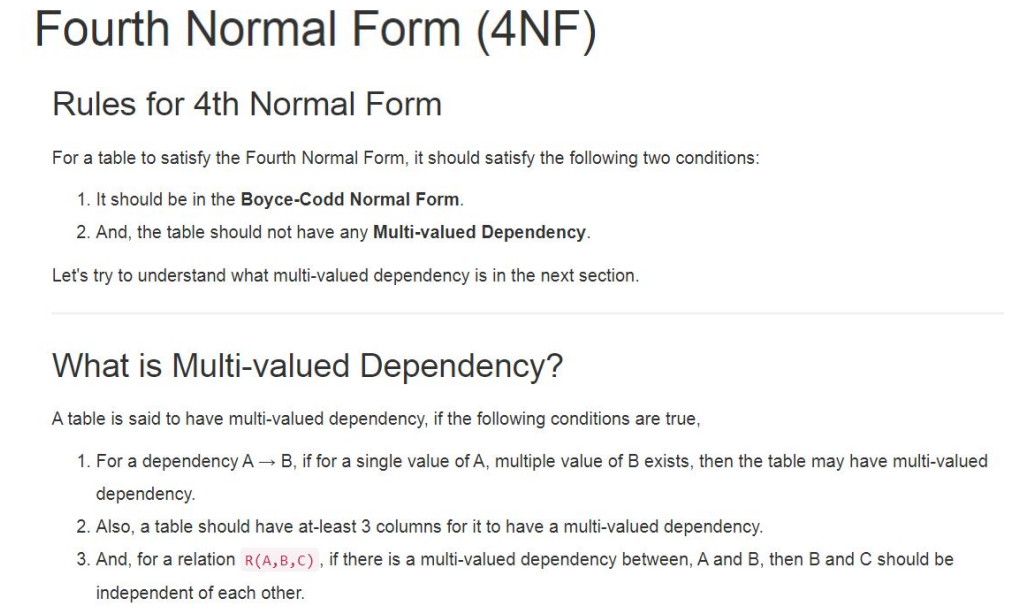 Fourth Normal Form (4NF)
Rules for 4th Normal Form
For a table to satisfy the Fourth Normal Form, it should satisfy the following two conditions:
1. It should be in the Boyce-Codd Normal Form.
2. And, the table should not have any Multi-valued Dependency.
Let's try to understand what multi-valued dependency is in the next section.
What is Multi-valued Dependency?
A table is said to have multi-valued dependency, if the following conditions are true,
1. For a dependency A → B, if for a single value of A, multiple value of B exists, then the table may have multi-valued
dependency.
2. Also, a table should have at-least 3 columns for it to have a multi-valued dependency.
3. And, for a relation R(A,B,C) , if there is a multi-valued dependency between, A and B, then B and C should be
independent of each other.